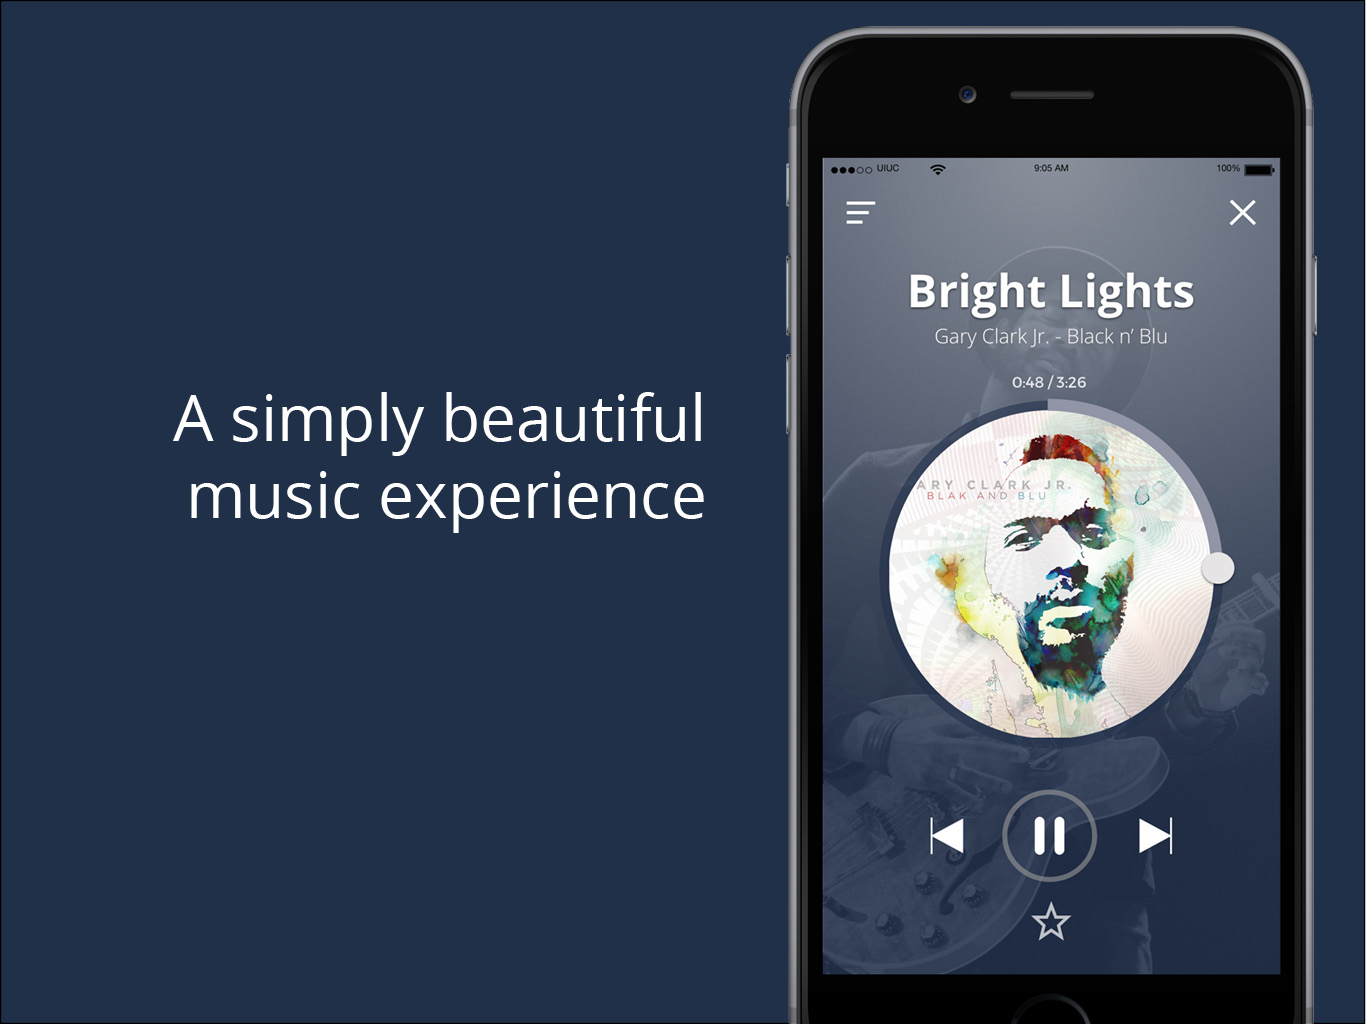 A simply beautiful
music experience
UIUC 9:05 AM 100%
Bright Lights
Gary Clark Jr. - Black n’ Blu
0:48 / 3:26
ARY CLARK JR.
BLAK AND BLU